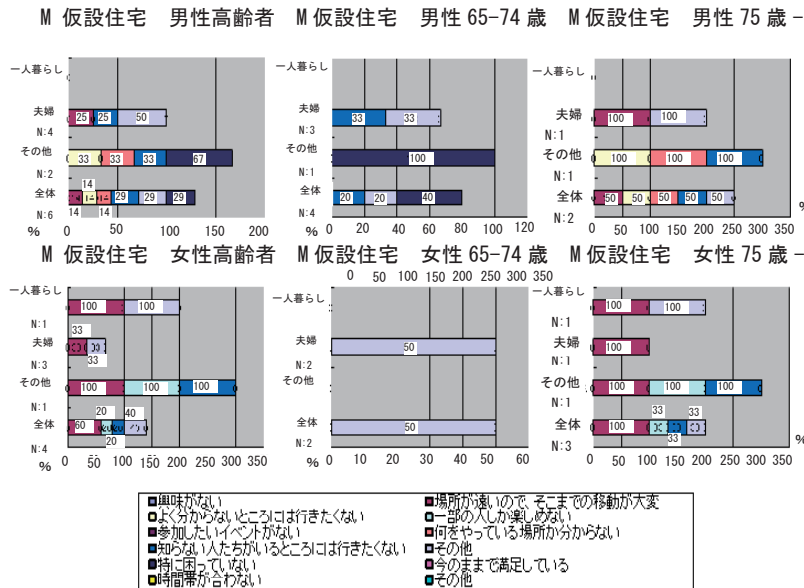 M 仮設住宅 男性高齢者 M 仮設住宅 男性 65-74 歳 M 仮設住宅 男性 75 歳 -
一人暮らし
夫婦 25 25 50
N:4
その他 33 33 33 67
N:2
全体 14 14 14 29 29 29
N:6
% 0 50 100 150 200
一人暮らし
夫婦 33 33
N:3
その他 100
N:1
全体 20 20 40
N:4
% 0 20 40 60 80 100 120
一人暮らし
夫婦 100 100
N:1
その他 100 100 100
N:1
全体 50 50 50 50 50
N:2
0 50 100 150 200 250 300 350 %
M 仮設住宅 女性高齢者 M 仮設住宅 女性 65-74 歳 M 仮設住宅 女性 75 歳 -
0 50 100 150 200 250 300 350
一人暮らし 100 100
N:1
夫婦 33 33
N:3
その他 100 100 100
N:1
全体 60 20 20 40
N:4
% 0 50 100 150 200 250 300 350
一人暮らし
夫婦 50
N:2
その他
全体 50
N:2
0 10 20 30 40 50 60
一人暮らし 100 100
N:1
夫婦 100
N:1
その他 100 100 100
N:1
全体 100 33 33 33
N:3
% 0 50 100 150 200 250 300 350
興味がない 場所が遠いので、そこまでの移動が大変
よく分からないところには行きたくない 一部の人しか楽しめない
参加したいイベントがない 何をやっている場所か分からない
知らない人たちがいるところには行きたくない その他
特に困っていない 今のままで満足している
時間帯が合わない その他